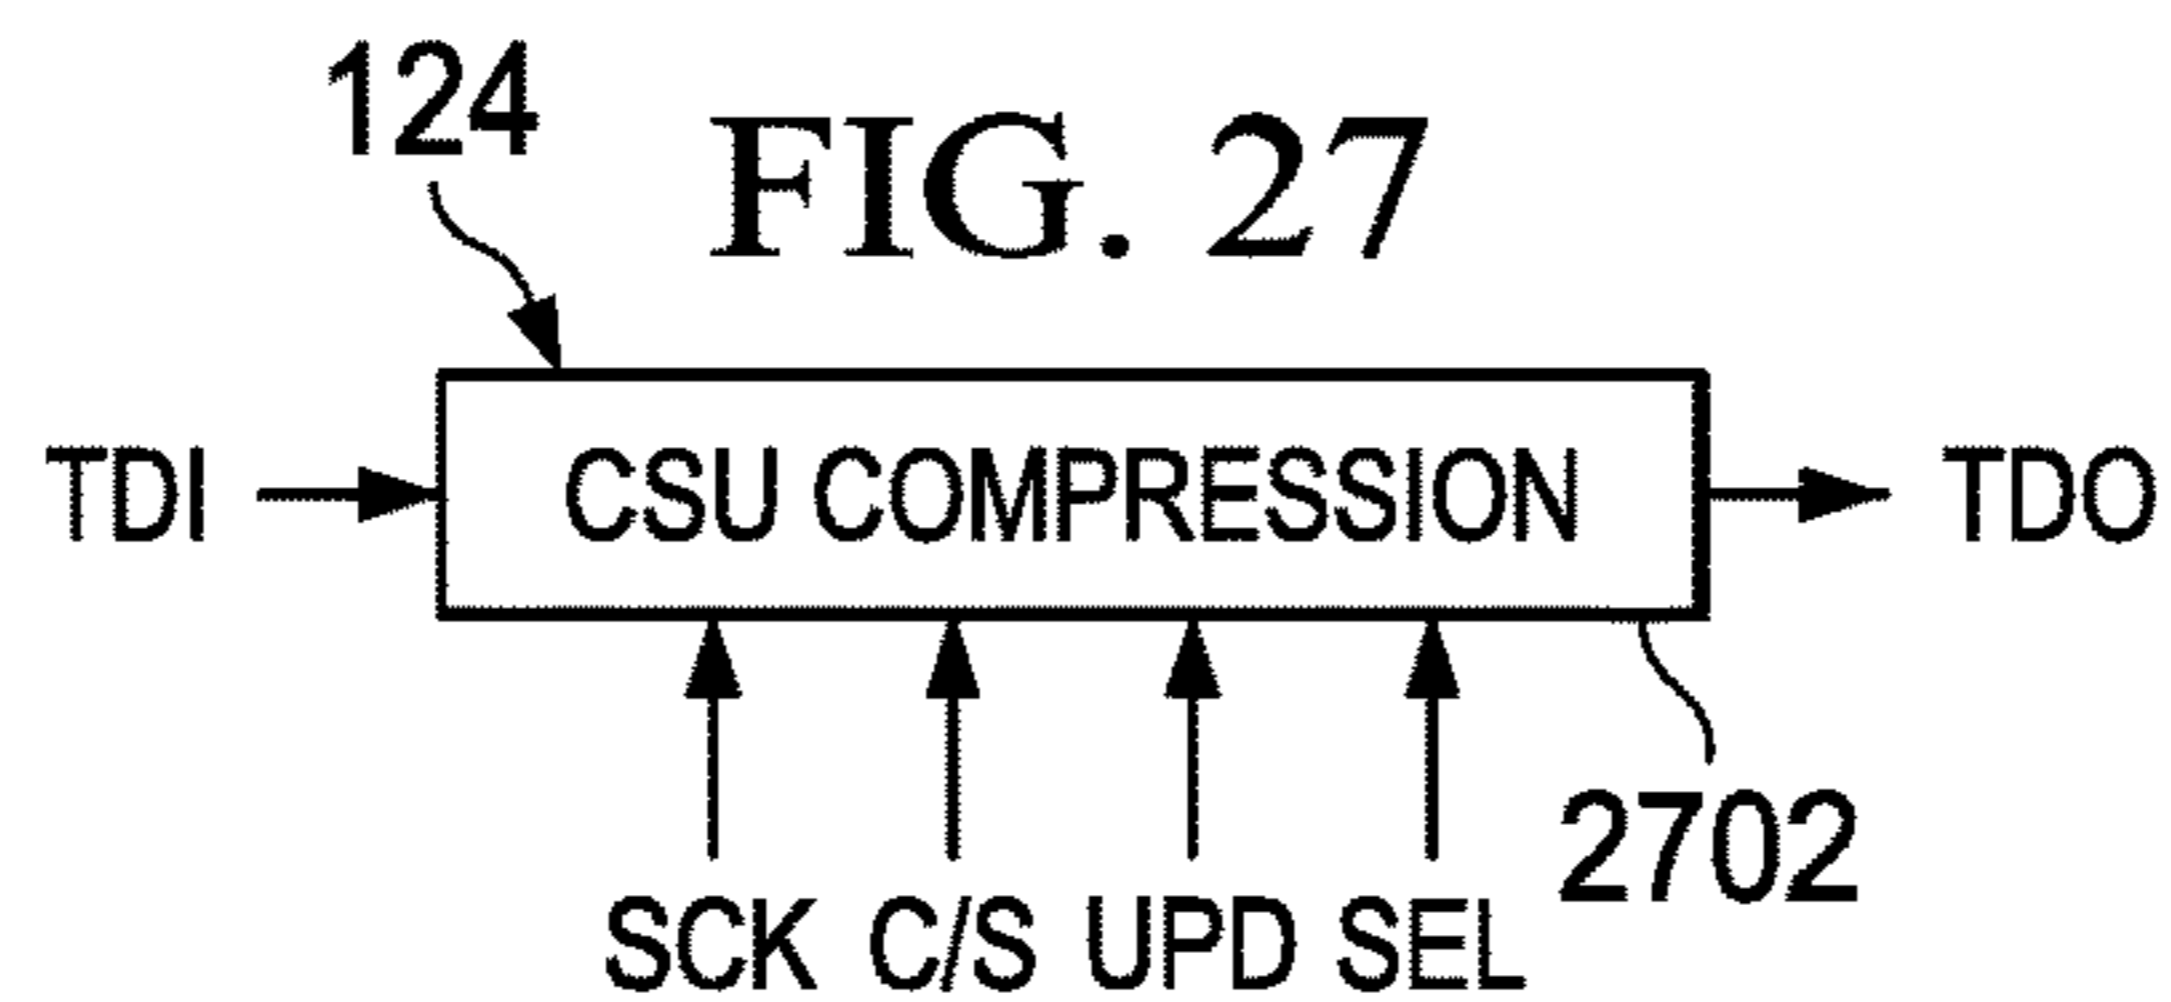 124
FIG. 27
TDI CSU COMPRESSION TDO
2702
SCK C/S UPD SEL